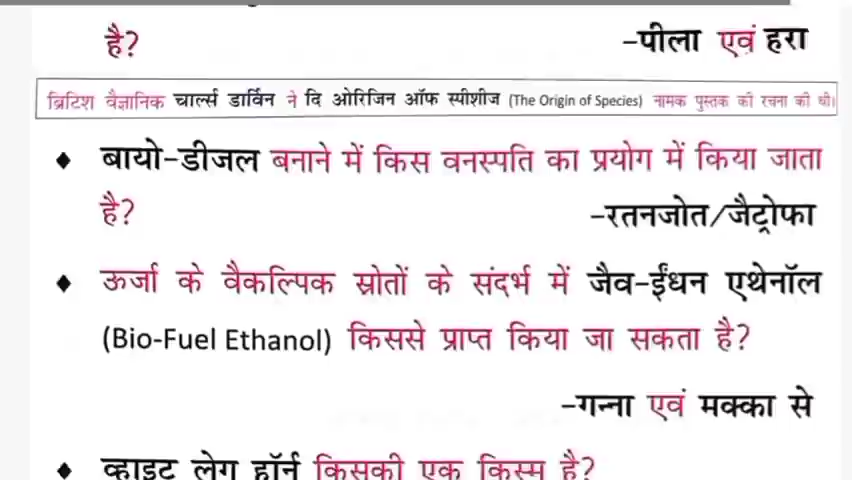 है? -पीला एवं हरा
ब्रिटिश वैज्ञानिक चार्ल्स डार्विन ने दि ओरिजिन ऑफ स्पीशीज (The Origin of Species) नामक पुस्तक की रचना की थी।
♦ बायो-डीजल बनाने में किस वनस्पति का प्रयोग में किया जाता
है? -रतनजोत/जैट्रोफा
♦ ऊर्जा के वैकल्पिक स्रोतों के संदर्भ में जैव-ईंधन एथेनॉल
(Bio-Fuel Ethanol) किससे प्राप्त किया जा सकता है?
-गन्ना एवं मक्का से
♦ व्हाइट लेग हॉर्न किसकी एक किस्म है?